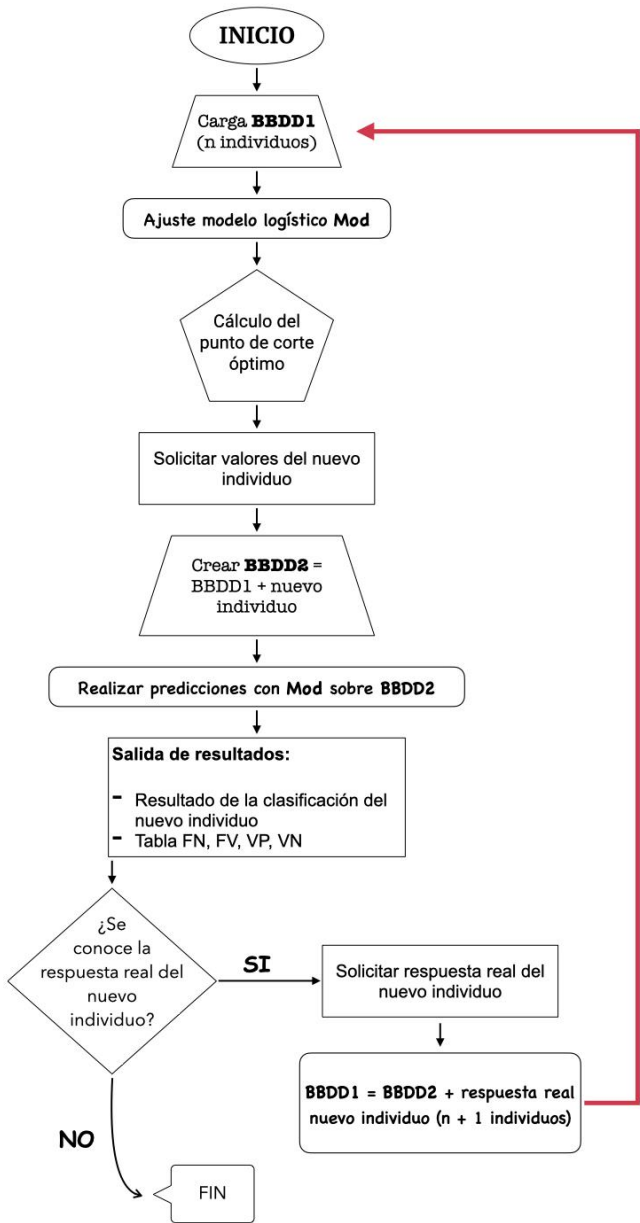 INICIO
Carga BBDD1
(n individuos)
Ajuste modelo logístico Mod
Cálculo del
punto de corte
óptimo
Solicitar valores del nuevo
individuo
Crear BBDD2 =
BBDD1 + nuevo
individuo
Realizar predicciones con Mod sobre BBDD2
Salida de resultados:
- Resultado de la clasificación del
nuevo individuo
- Tabla FN, FV, VP, VN
¿Se
conoce la
respuesta real del
nuevo
individuo?
SI
Solicitar respuesta real del
nuevo individuo
BBDD1 = BBDD2 + respuesta real
nuevo individuo (n + 1 individuos)
NO
FIN